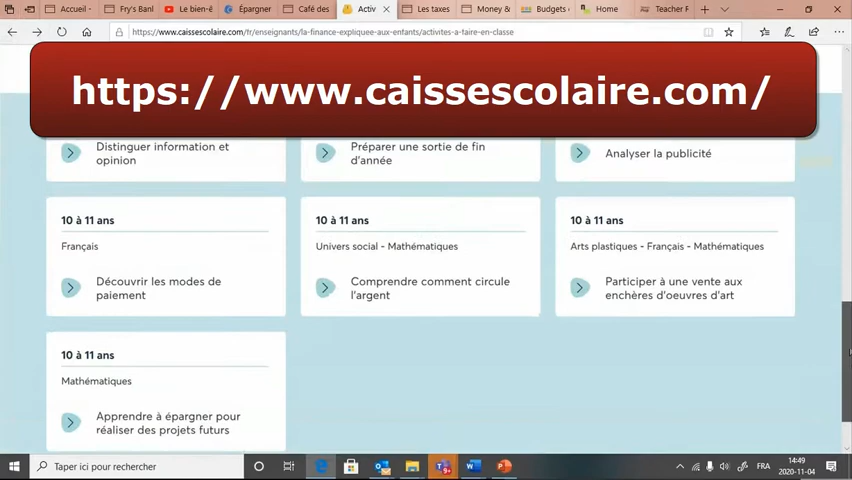 Accueil -
Fry's Banl
Le bien-ê
Épargner
Café des
Activ
Les taxes
Money &
Budgets &
Home
Teacher F
https://www.caissescolaire.com/fr/enseignants/la-finance-expliquee-aux-enfants/activites-a-faire-en-classe
https://www.caissescolaire.com/
Distinguer information et
opinion
Préparer une sortie de fin
d'année
Analyser la publicité
10 à 11 ans
Français
Découvrir les modes de
paiement
10 à 11 ans
Univers social - Mathématiques
Comprendre comment circule
l'argent
10 à 11 ans
Arts plastiques - Français - Mathématiques
Participer à une vente aux
enchères d'oeuvres d'art
10 à 11 ans
Mathématiques
Apprendre à épargner pour
réaliser des projets futurs
Taper ici pour rechercher
FRA
14:49
2020-11-04